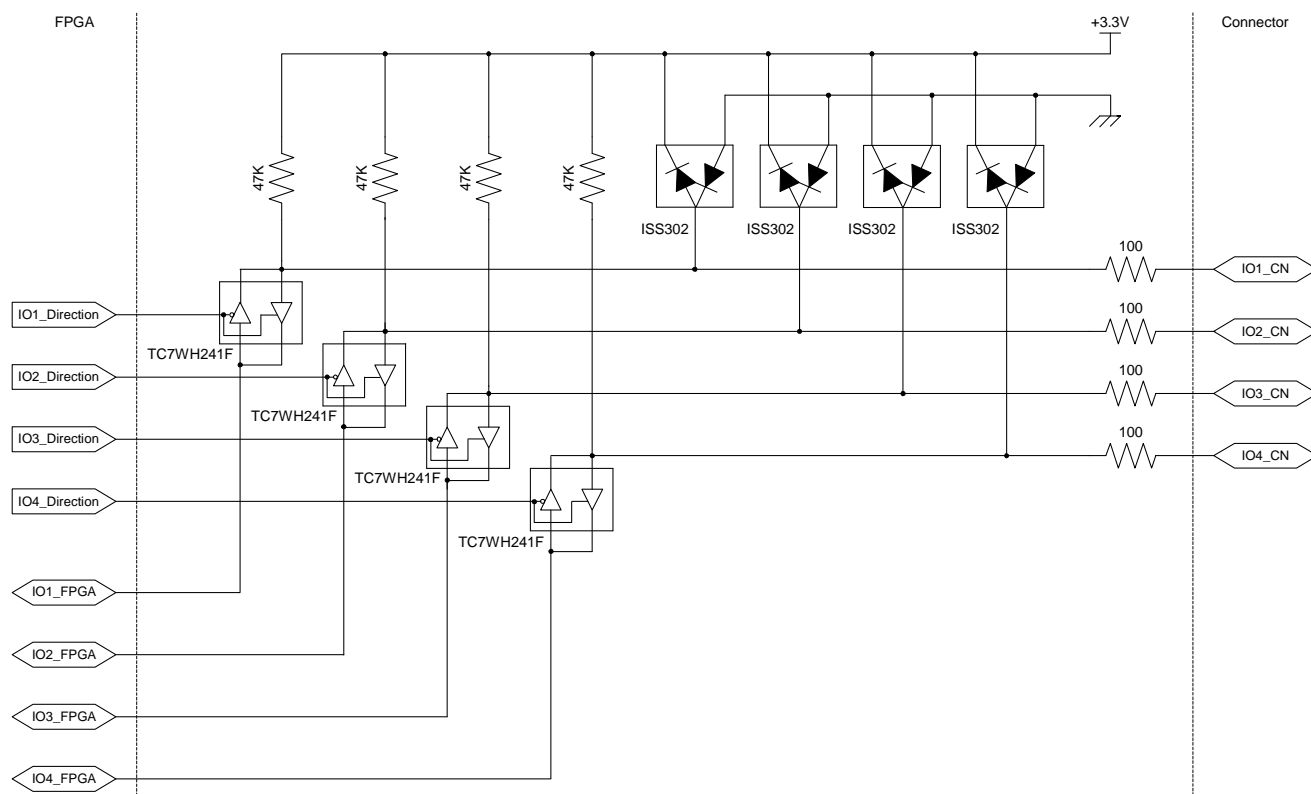 FPGA
+3.3V
Connector
47K
47K
47K
47K
ISS302
ISS302
ISS302
ISS302
100
IO1_CN
IO1_Direction
100
IO2_CN
TC7WH241F
IO2_Direction
100
IO3_CN
TC7WH241F
IO3_Direction
100
IO4_CN
TC7WH241F
IO4_Direction
TC7WH241F
IO1_FPGA
IO2_FPGA
IO3_FPGA
IO4_FPGA